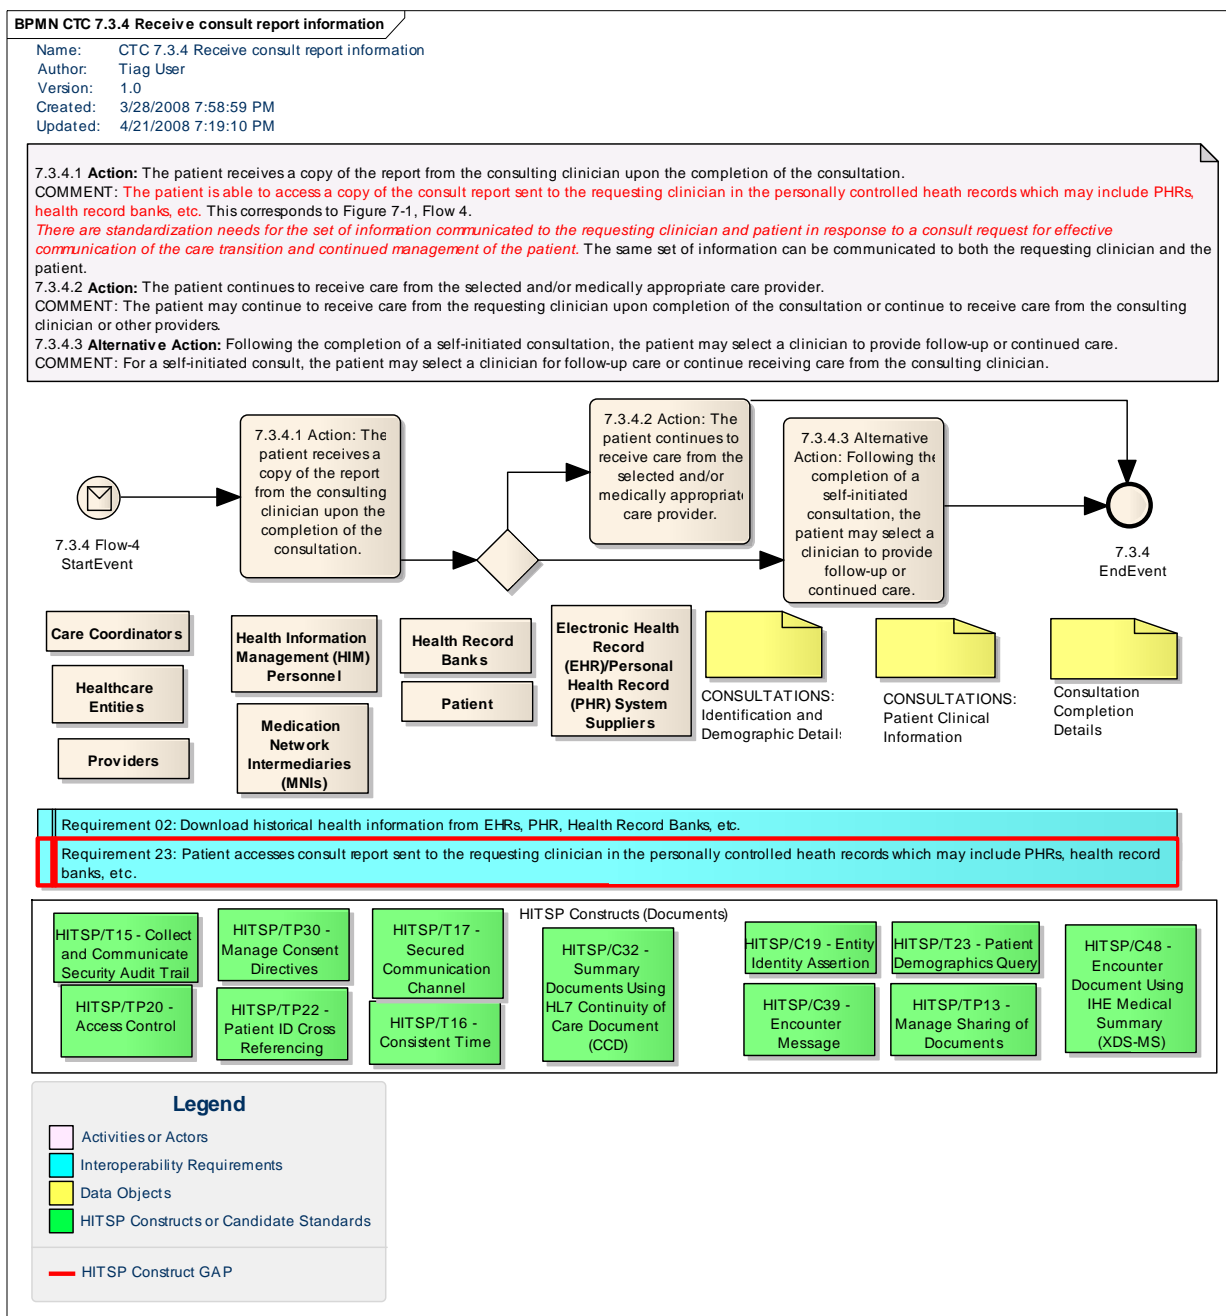 BPMN CTC 7.3.4 Receive consult report information
Name: CTC 7.3.4 Receive consult report information
Author: Tiag User
Version: 1.0
Created: 3/28/2008 7:58:59 PM
Updated: 4/21/2008 7:19:10 PM
7.3.4.1 Action: The patient receives a copy of the report from the consulting clinician upon the completion of the consultation.
COMMENT: The patient is able to access a copy of the consult report sent to the requesting clinician in the personally controlled heath records which may include PHRs,
health record banks, etc. This corresponds to Figure 7-1, Flow 4.
There are standardization needs for the set of information communicated to the requesting clinician and patient in response to a consult request for effective
communication of the care transition and continued management of the patient. The same set of information can be communicated to both the requesting clinician and the
patient.
7.3.4.2 Action: The patient continues to receive care from the selected and/or medically appropriate care provider.
COMMENT: The patient may continue to receive care from the requesting clinician upon completion of the consultation or continue to receive care from the consulting
clinician or other providers.
7.3.4.3 Alternative Action: Following the completion of a self-initiated consultation, the patient may select a clinician to provide follow-up or continued care.
COMMENT: For a self-initiated consult, the patient may select a clinician for follow-up care or continue receiving care from the consulting clinician.
7.3.4 Flow-4
StartEvent
7.3.4.1 Action: The
patient receives a
copy of the report
from the consulting
clinician upon the
completion of the
consultation.
7.3.4.2 Action: The
patient continues to
receive care from the
selected and/or
medically appropriate
care provider.
7.3.4.3 Alternative
Action: Following the
completion of a
self-initiated
consultation, the
patient may select a
clinician to provide
follow-up or
continued care.
7.3.4
EndEvent
Care Coordinators
Healthcare
Entities
Providers
Health Information
Management (HIM)
Personnel
Medication
Network
Intermediaries
(MNIs)
Health Record
Banks
Patient
Electronic Health
Record
(EHR)/Personal
Health Record
(PHR) System
Suppliers
CONSULTATIONS:
Identification and
Demographic Details
CONSULTATIONS:
Patient Clinical
Information
Consultation
Completion
Details
Requirement 02: Download historical health information from EHRs, PHR, Health Record Banks, etc.
Requirement 23: Patient accesses consult report sent to the requesting clinician in the personally controlled heath records which may include PHRs, health record
banks, etc.
HITSP Constructs (Documents)
HITSP/T15 - Collect
and Communicate
Security Audit Trail
HITSP/TP20 -
Access Control
HITSP/TP30 -
Manage Consent
Directives
HITSP/TP22 -
Patient ID Cross
Referencing
HITSP/T17 -
Secured
Communication
Channel
HITSP/T16 -
Consistent Time
HITSP/C32 -
Summary
Documents Using
HL7 Continuity of
Care Document
(CCD)
HITSP/C19 - Entity
Identity Assertion
HITSP/C39 -
Encounter
Message
HITSP/T23 - Patient
Demographics Query
HITSP/TP13 -
Manage Sharing of
Documents
HITSP/C48 -
Encounter
Document Using
IHE Medical
Summary
(XDS-MS)
Legend
Activities or Actors
Interoperability Requirements
Data Objects
HITSP Constructs or Candidate Standards
HITSP Construct GAP